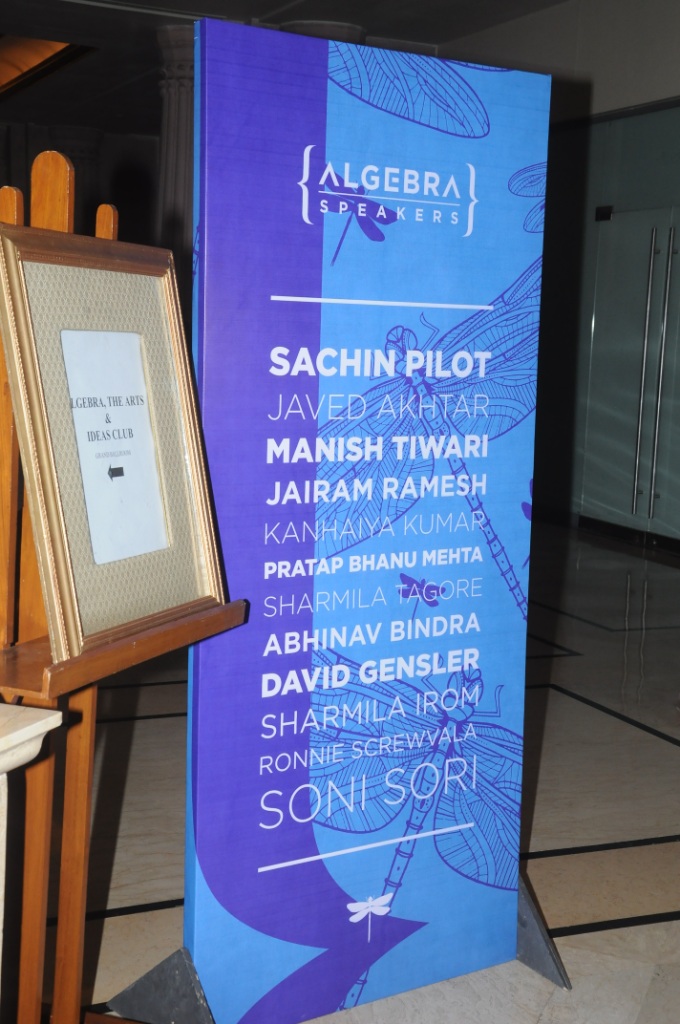 {ALGEBRA
SPEAKERS}
SACHIN PILOT
JAVED AKHTAR
MANISH TIWARI
JAIRAM RAMESH
KANHAIYA KUMAR
PRATAP BHANU MEHTA
SHARMILA TAGORE
ABHINAV BINDRA
DAVID GENSLER
SHARMILA IROM
RONNIE SCREWVALA
SONI SORI
LGEBRA, THE ARTS
&
IDEAS CLUB